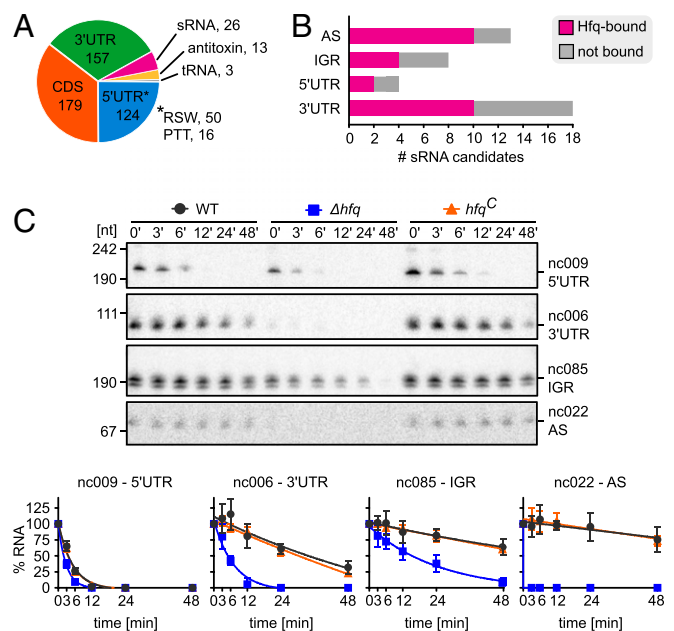 A
3'UTR
157
CDS
179
5'UTR*
124
sRNA, 26
antitoxin, 13
tRNA, 3
*RSW, 50
PTT, 16
B
AS
IGR
5'UTR
3'UTR
0 2 4 6 8 10 12 14 16 18
# sRNA candidates
Hfq-bound
not bound
C
WT Δhfq hfqC
[nt] 0' 3' 6' 12' 24' 48' 0' 3' 6' 12' 24' 48' 0' 3' 6' 12' 24' 48'
242
190
nc009
5'UTR
111
nc006
3'UTR
190
nc085
IGR
67
nc022
AS
nc009 - 5'UTR nc006 - 3'UTR nc085 - IGR nc022 - AS
% RNA
125
100
75
50
25
0
0 3 6 12 24 48 0 3 6 12 24 48 0 3 6 12 24 48 0 3 6 12 24 48
time [min] time [min] time [min] time [min]